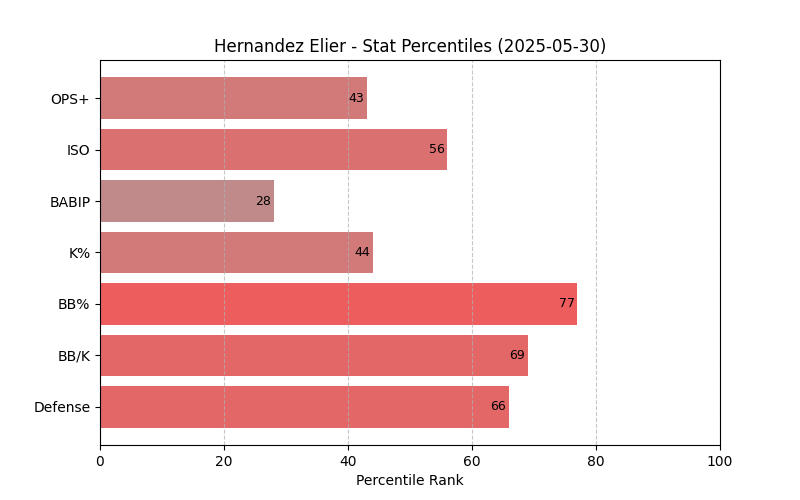 Hernandez Elier - Stat Percentiles (2025-05-30)
OPS+ 43
ISO 56
BABIP 28
K% 44
BB% 77
BB/K 69
Defense 66
0 20 40 60 80 100
Percentile Rank